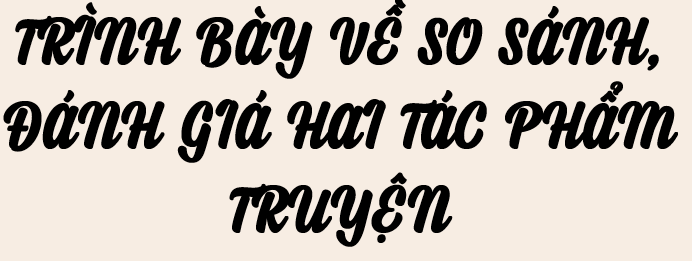 TRÌNH BÀY VỀ SO SÁNH,
ĐÁNH GIÁ HAI TÁC PHẨM
TRUYỆN